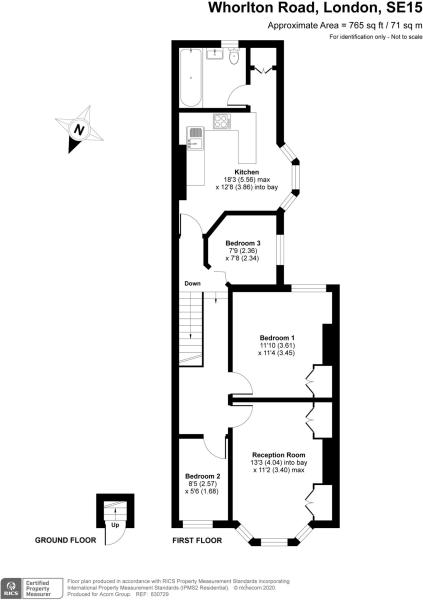 Whorlton Road, London, SE15
Approximate Area = 765 sq ft / 71 sq m
For identification only - Not to scale
N
Kitchen
18'3 (5.56) max
x 12'8 (3.86) into bay
Bedroom 3
7'9 (2.36)
x 7'8 (2.34)
Down
Bedroom 1
11'10 (3.61)
x 11'4 (3.45)
Reception Room
13'3 (4.04) into bay
x 11'2 (3.40) max
Bedroom 2
8'5 (2.57)
x 5'6 (1.68)
Up
GROUND FLOOR
FIRST FLOOR
RICS
Certified
Property
Measurer
Floor plan produced in accordance with RICS Property Measurement Standards incorporating
International Property Measurement Standards (IPMS2 Residential). © nichecom 2020.
Produced for Acorn Group. REF: 630729